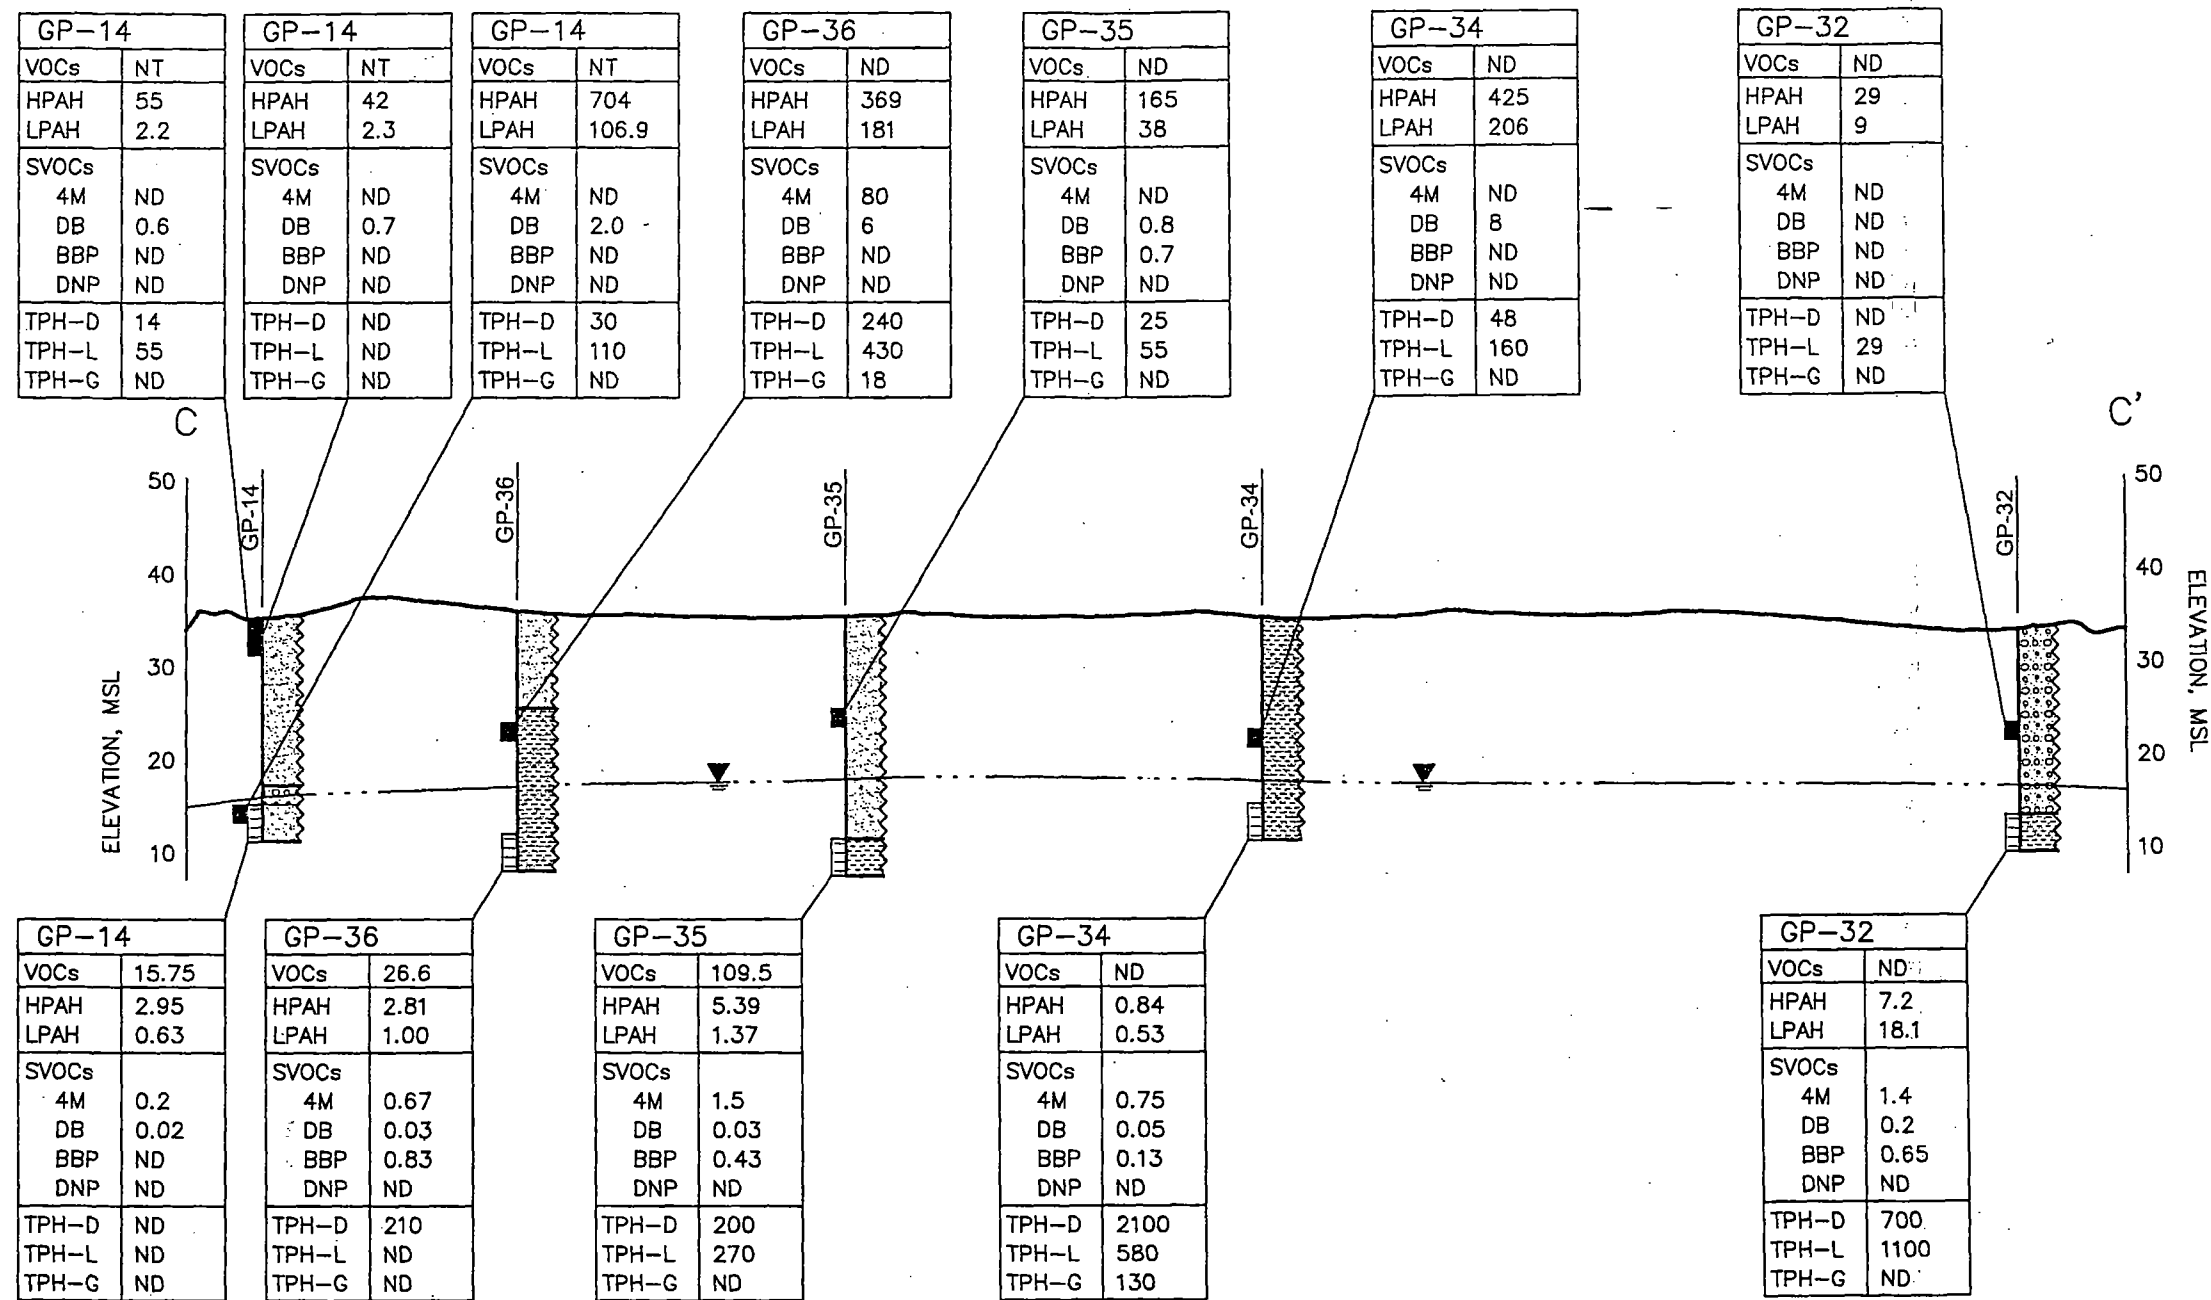 GP-14
VOCs NT
HPAH 55
LPAH 2.2
SVOCs
4M ND
DB 0.6
BBP ND
DNP ND
TPH-D 14
TPH-L 55
TPH-G ND
GP-14
VOCs NT
HPAH 42
LPAH 2.3
SVOCs
4M ND
DB 0.7
BBP ND
DNP ND
TPH-D ND
TPH-L ND
TPH-G ND
GP-14
VOCs NT
HPAH 704
LPAH 106.9
SVOCs
4M ND
DB 2.0
BBP ND
DNP ND
TPH-D 30
TPH-L 110
TPH-G ND
GP-36
VOCs ND
HPAH 369
LPAH 181
SVOCs
4M 80
DB 6
BBP ND
DNP ND
TPH-D 240
TPH-L 430
TPH-G 18
GP-35
VOCs ND
HPAH 165
LPAH 38
SVOCs
4M ND
DB 0.8
BBP 0.7
DNP ND
TPH-D 25
TPH-L 55
TPH-G ND
GP-34
VOCs ND
HPAH 425
LPAH 206
SVOCs
4M ND
DB 8
BBP ND
DNP ND
TPH-D 48
TPH-L 160
TPH-G ND
GP-32
VOCs ND
HPAH 29
LPAH 9
SVOCs
4M ND
DB ND
BBP ND
DNP ND
TPH-D ND
TPH-L 29
TPH-G ND
C
C'
50
40
30
20
10
ELEVATION, MSL
GP-14
GP-36
GP-35
GP-34
GP-32
50
40
30
20
10
ELEVATION, MSL
GP-14
VOCs 15.75
HPAH 2.95
LPAH 0.63
SVOCs
4M 0.2
DB 0.02
BBP ND
DNP ND
TPH-D ND
TPH-L ND
TPH-G ND
GP-36
VOCs 26.6
HPAH 2.81
LPAH 1.00
SVOCs
4M 0.67
DB 0.03
BBP 0.83
DNP ND
TPH-D 210
TPH-L ND
TPH-G ND
GP-35
VOCs 109.5
HPAH 5.39
LPAH 1.37
SVOCs
4M 1.5
DB 0.03
BBP 0.43
DNP ND
TPH-D 200
TPH-L 270
TPH-G ND
GP-34
VOCs ND
HPAH 0.84
LPAH 0.53
SVOCs
4M 0.75
DB 0.05
BBP 0.13
DNP ND
TPH-D 2100
TPH-L 580
TPH-G 130
GP-32
VOCs ND
HPAH 7.2
LPAH 18.1
SVOCs
4M 1.4
DB 0.2
BBP 0.65
DNP ND
TPH-D 700
TPH-L 1100
TPH-G ND